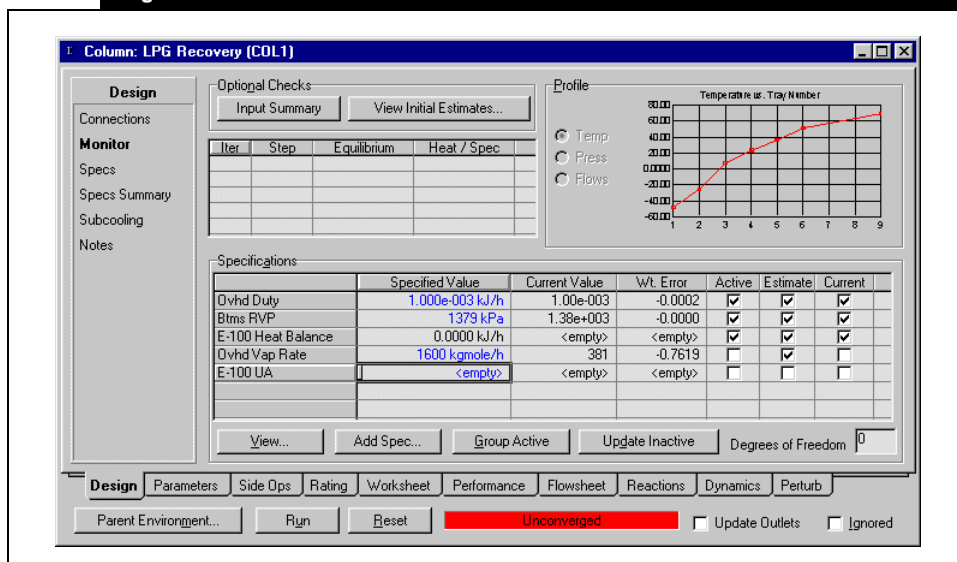 Column: LPG Recovery (COL1)
Design
Connections
Monitor
Specs
Specs Summary
Subcooling
Notes
Optional Checks
Input Summary View Initial Estimates...
Iter Step Equilibrium Heat / Spec
Profile
Temp
Press
Flows
Temperature vs. Tray Number
80.00
60.00
40.00
20.00
0.0000
-20.00
-40.00
-60.00
1 2 3 4 5 6 7 8 9
Specifications
Specified Value Current Value Wt. Error Active Estimate Current
Ovhd Duty 1.000e-003 kJ/h 1.00e-003 -0.0002
Btms RVP 1379 kPa 1.38e+003 -0.0000
E-100 Heat Balance 0.0000 kJ/h <empty> <empty>
Ovhd Vap Rate 1600 kgmole/h 381 -0.7619
E-100 UA <empty> <empty> <empty>
View... Add Spec... Group Active Update Inactive Degrees of Freedom 0
Design Parameters Side Ops Rating Worksheet Performance Flowsheet Reactions Dynamics Perturb
Parent Environment... Run Reset Unconverged Update Outlets Ignored